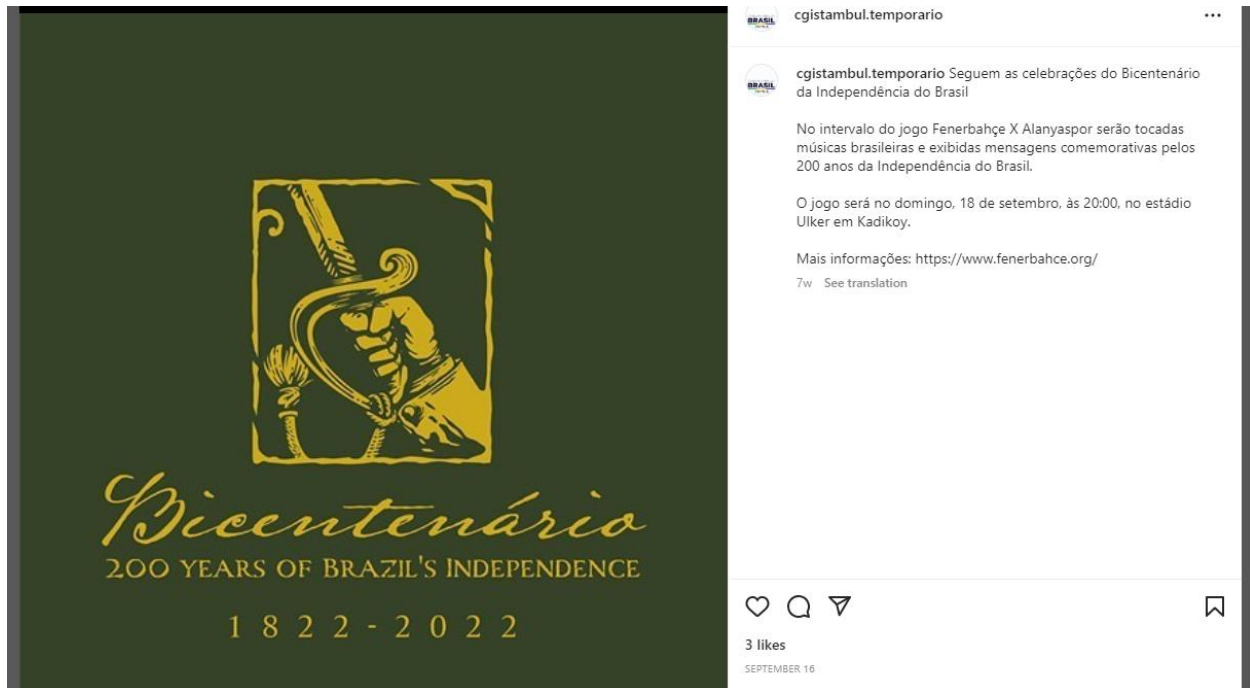 Bicentenário
200 YEARS OF BRAZIL'S INDEPENDENCE
1822-2022
BRASIL
cgistambul.temporario
BRASIL
cgistambul.temporario Seguem as celebrações do Bicentenário
da Independência do Brasil
No intervalo do jogo Fenerbahçe X Alanyaspor serão tocadas
músicas brasileiras e exibidas mensagens comemorativas pelos
200 anos da Independência do Brasil.
O jogo será no domingo, 18 de setembro, às 20:00, no estádio
Ulker em Kadikoy.
Mais informações: https://www.fenerbahce.org/
7w See translation
3 likes
SEPTEMBER 16